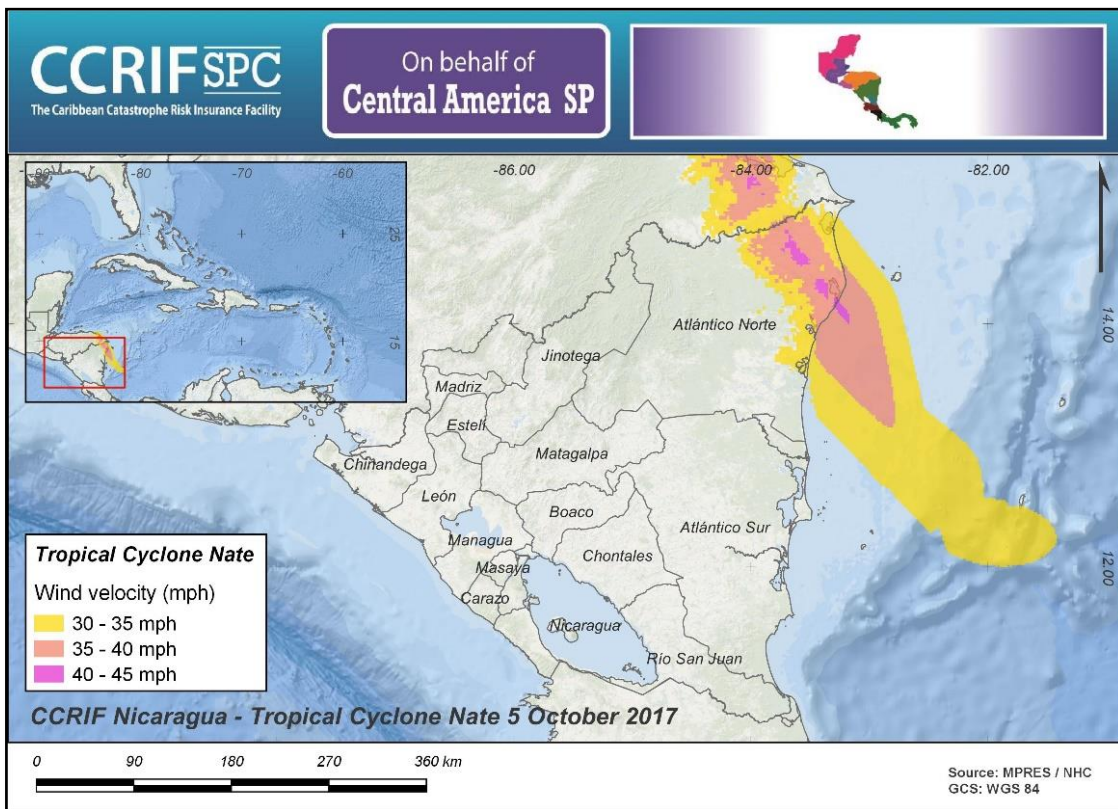 CCRIF SPC
The Caribbean Catastrophe Risk Insurance Facility
On behalf of
Central America SP
-90 -80 -70 -60
25
15
-86.00 -84.00 -82.00
14.00
12.00
Atlántico Norte
Jinotega
Madriz
Estelí
Chinandega
Matagalpa
León
Boaco
Atlántico Sur
Managua
Chontales
Masaya
Carazo
Nicaragua
Río San Juan
Tropical Cyclone Nate
Wind velocity (mph)
30 - 35 mph
35 - 40 mph
40 - 45 mph
CCRIF Nicaragua - Tropical Cyclone Nate 5 October 2017
0 90 180 270 360 km
Source: MPRES / NHC
GCS: WGS 84